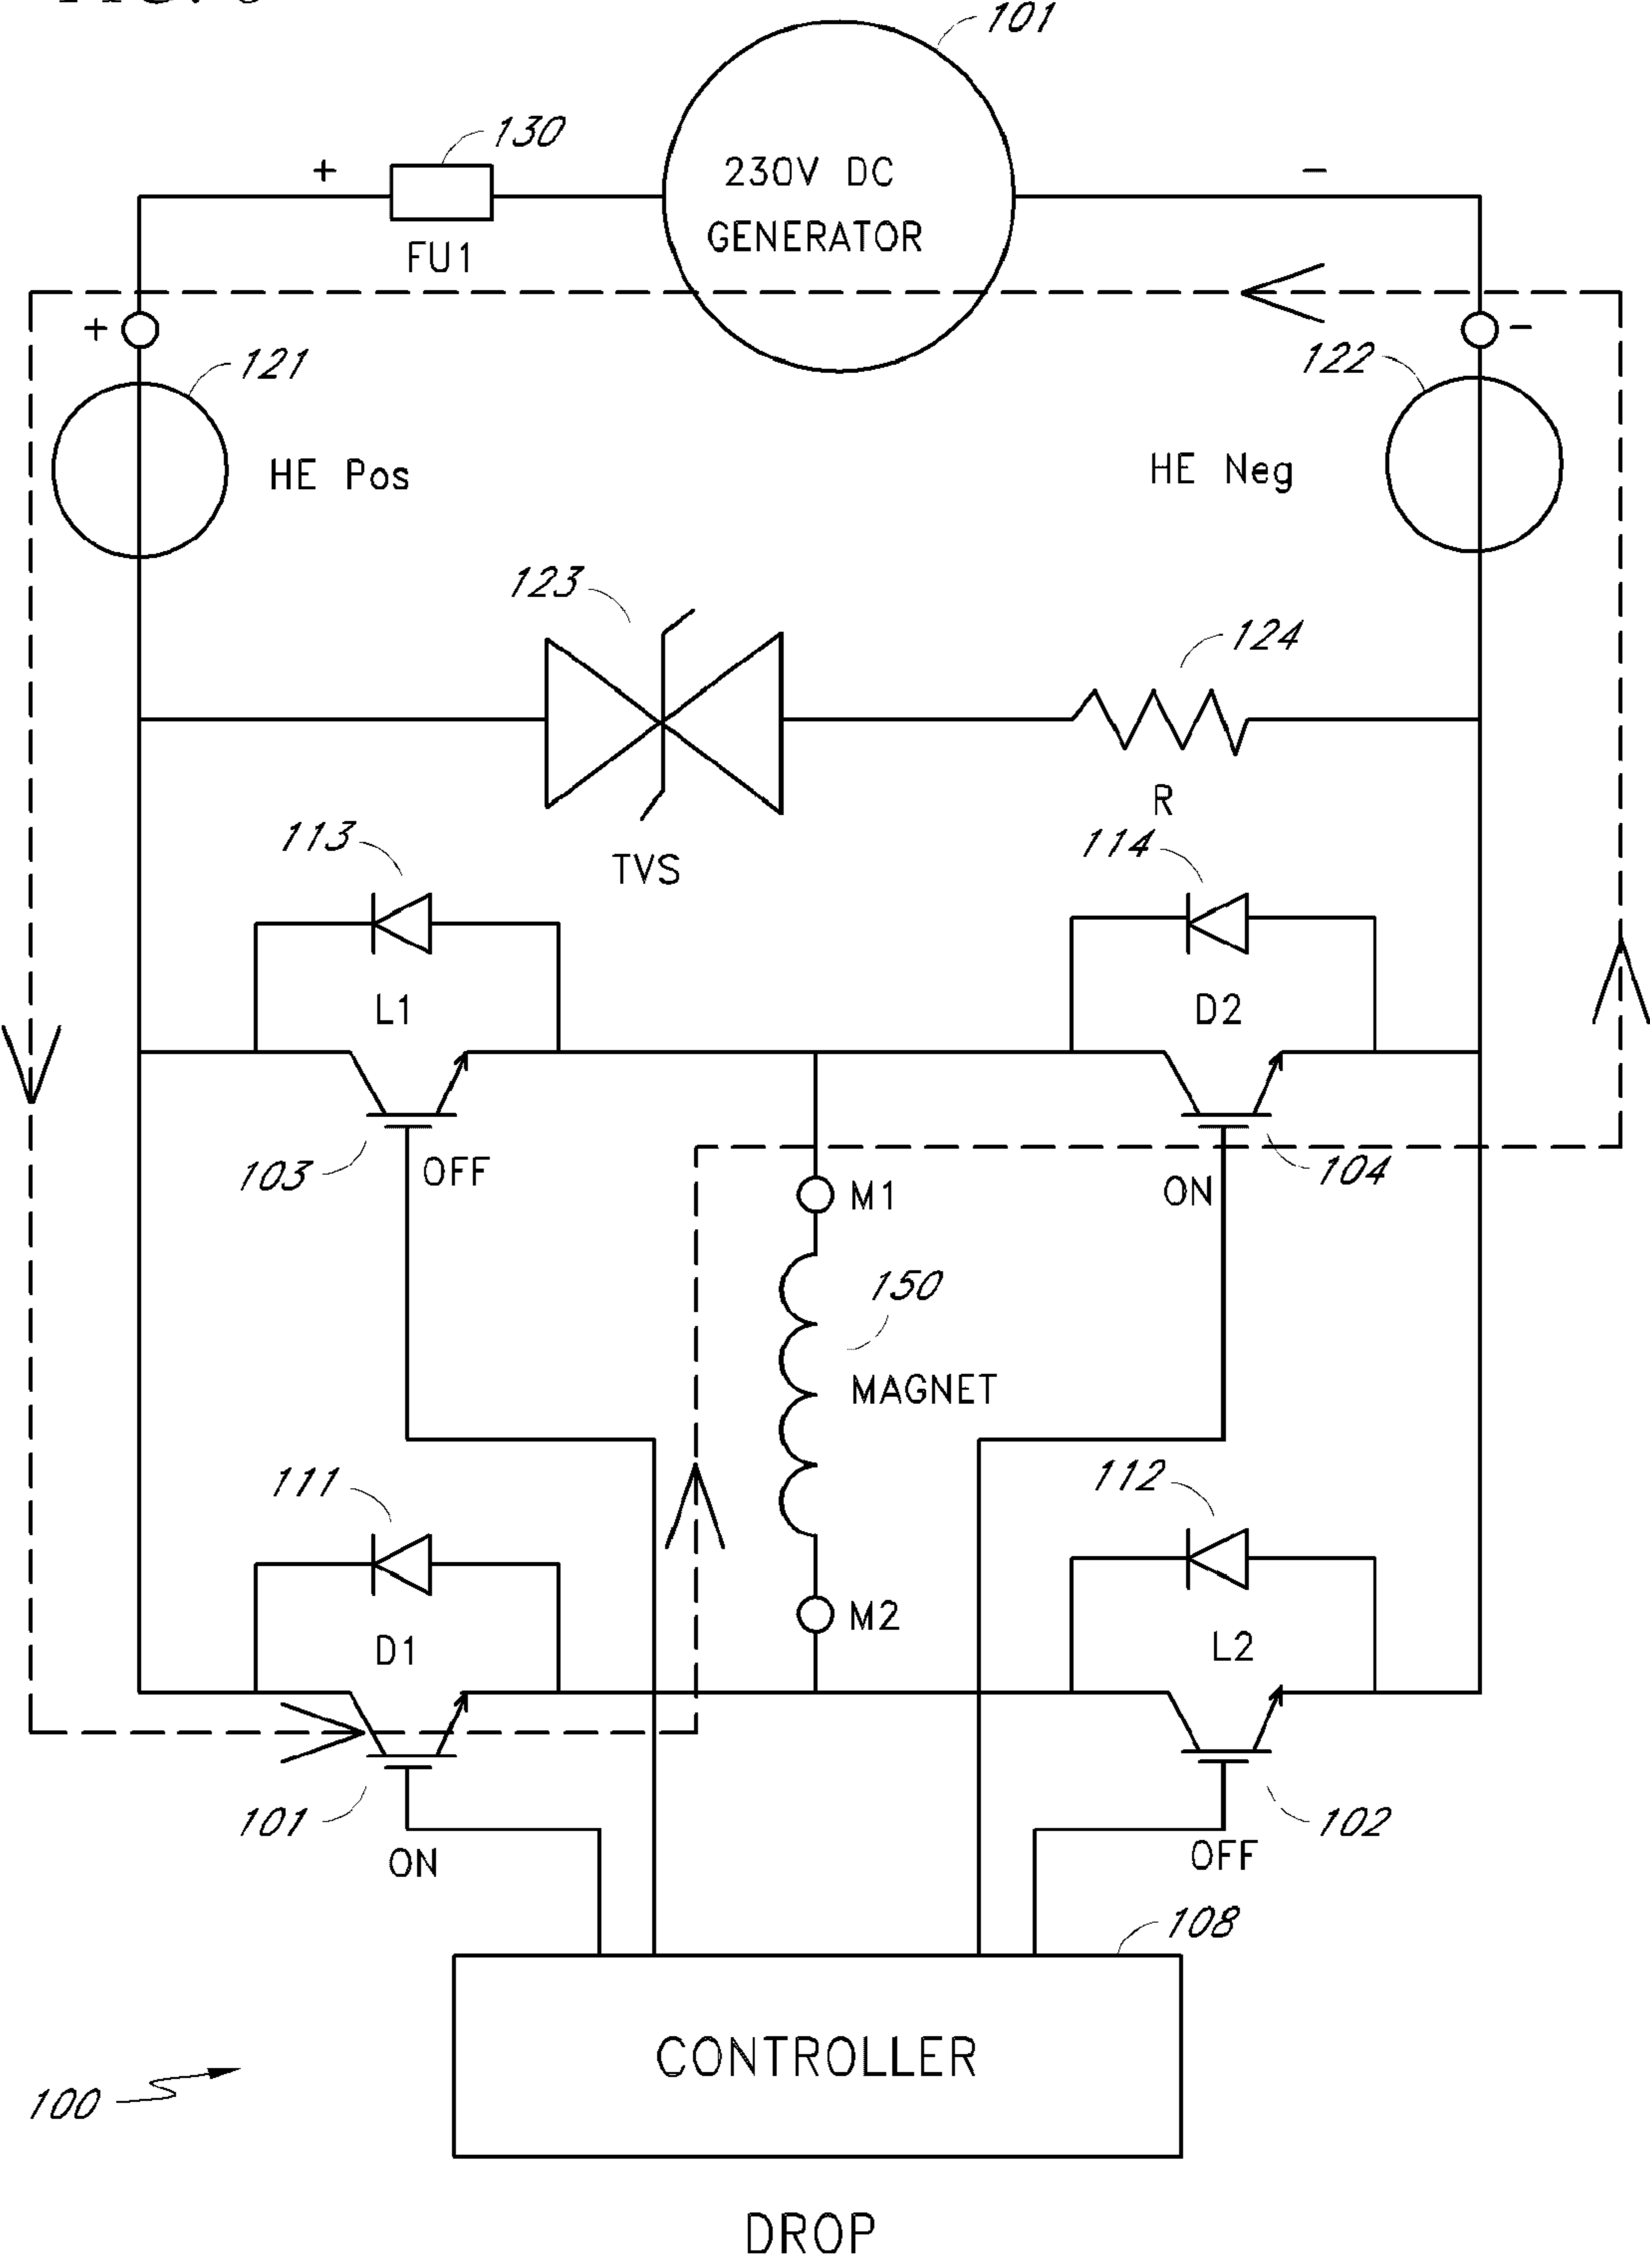 101
130
+
230V DC
-
GENERATOR
FU1
+
-
121
122
HE Pos
HE Neg
123
124
R
113
114
TVS
L1
D2
103
OFF
104
M1
ON
150
MAGNET
111
112
M2
D1
L2
101
102
ON
OFF
108
CONTROLLER
100
DROP